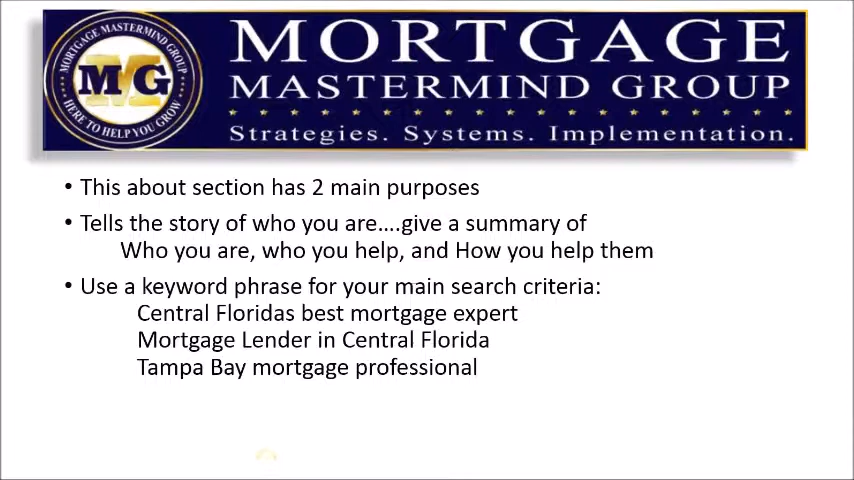 MORTGAGE MASTERMIND GROUP
MG
HERE TO HELP YOU GROW
MORTGAGE
MASTERMIND GROUP
Strategies. Systems. Implementation.
• This about section has 2 main purposes
• Tells the story of who you are....give a summary of
Who you are, who you help, and How you help them
• Use a keyword phrase for your main search criteria:
Central Floridas best mortgage expert
Mortgage Lender in Central Florida
Tampa Bay mortgage professional